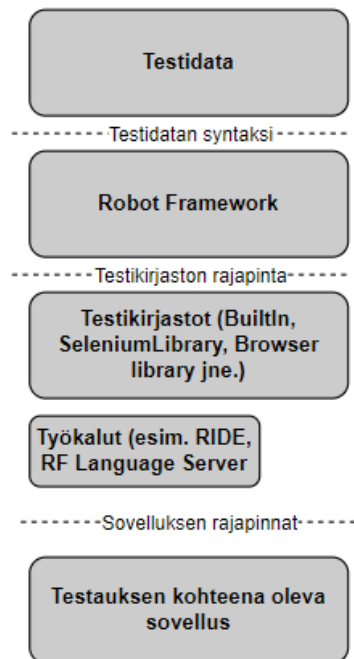 Testidata
Testidatan syntaksi
Robot Framework
Testikirjaston rajapinta
Testikirjastot (BuiltIn,
SeleniumLibrary, Browser
library jne.)
Työkalut (esim. RIDE,
RF Language Server
Sovelluksen rajapinnat
Testauksen kohteena oleva
sovellus